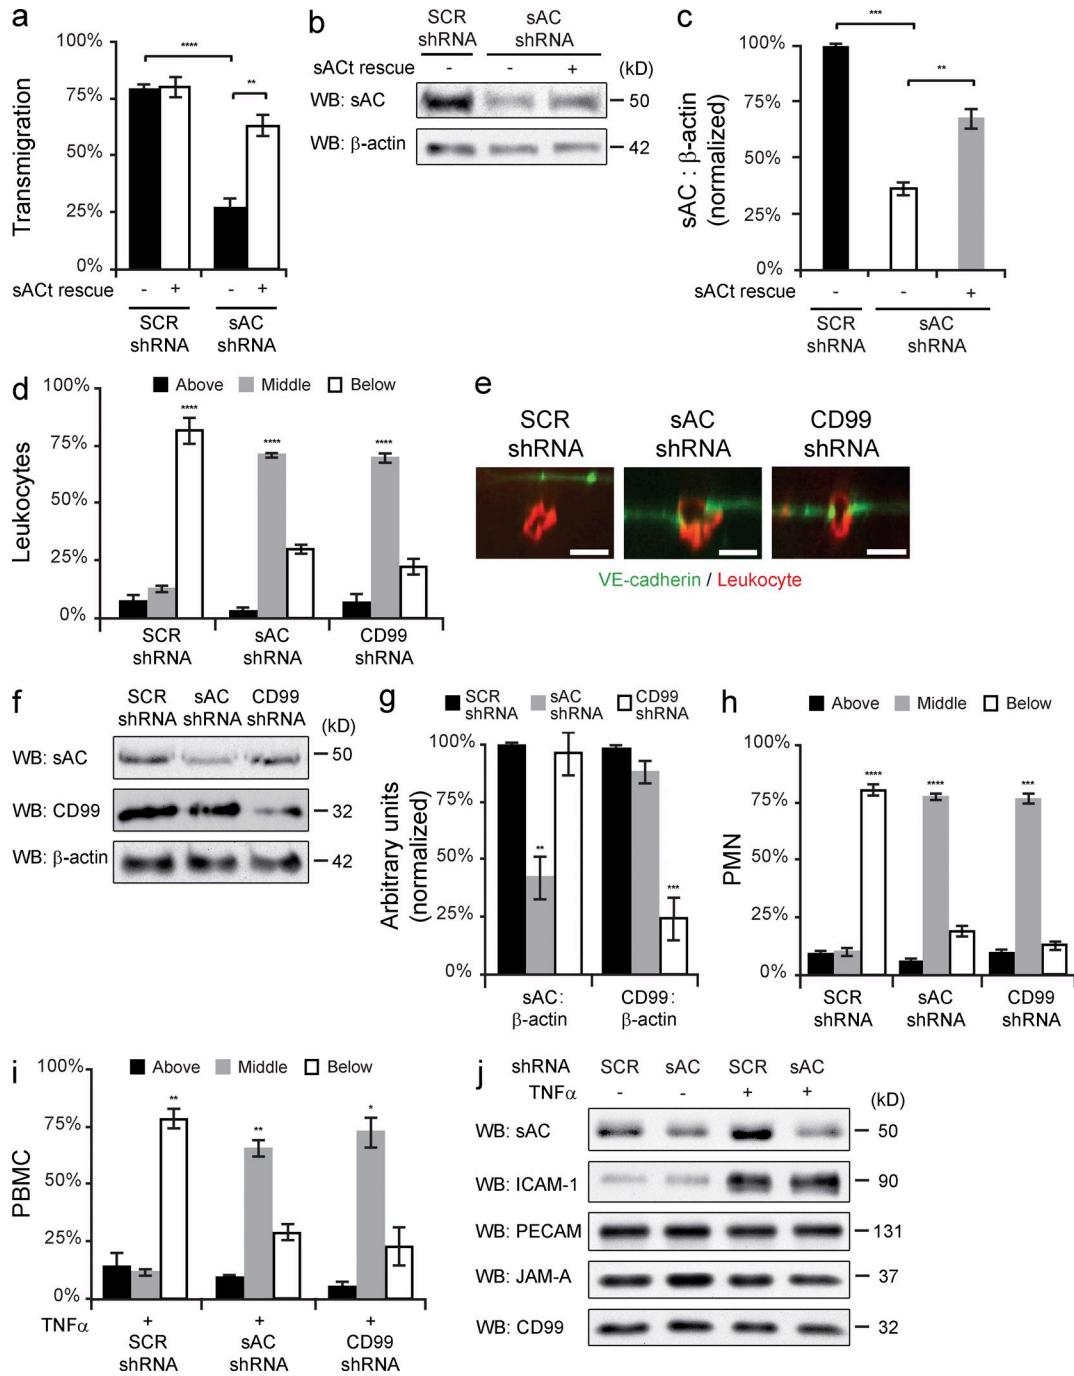 a
100%
75%
50%
25%
0%
Transmigration
****
**
sACt rescue - + - +
SCR shRNA
sAC shRNA
b
SCR shRNA
sAC shRNA
sACt rescue - - + (kD)
WB: sAC 50
WB: β-actin 42
c
***
**
100%
75%
50%
25%
0%
sAC : β-actin (normalized)
sACt rescue - - +
SCR shRNA
sAC shRNA
d
Above Middle Below
100%
75%
50%
25%
0%
Leukocytes
**** **** ****
SCR shRNA
sAC shRNA
CD99 shRNA
e
SCR shRNA
sAC shRNA
CD99 shRNA
VE-cadherin / Leukocyte
f
SCR shRNA
sAC shRNA
CD99 shRNA
(kD)
WB: sAC 50
WB: CD99 32
WB: β-actin 42
g
SCR shRNA
sAC shRNA
CD99 shRNA
100%
75%
50%
25%
0%
Arbitrary units (normalized)
**
***
sAC: β-actin
CD99: β-actin
h
Above Middle Below
100%
75%
50%
25%
0%
PMN
**** **** ***
SCR shRNA
sAC shRNA
CD99 shRNA
i
Above Middle Below
100%
75%
50%
25%
0%
PBMC
** ** *
TNFα + + +
SCR shRNA
sAC shRNA
CD99 shRNA
j
shRNA SCR sAC SCR sAC
TNFα - - + + (kD)
WB: sAC 50
WB: ICAM-1 90
WB: PECAM 131
WB: JAM-A 37
WB: CD99 32